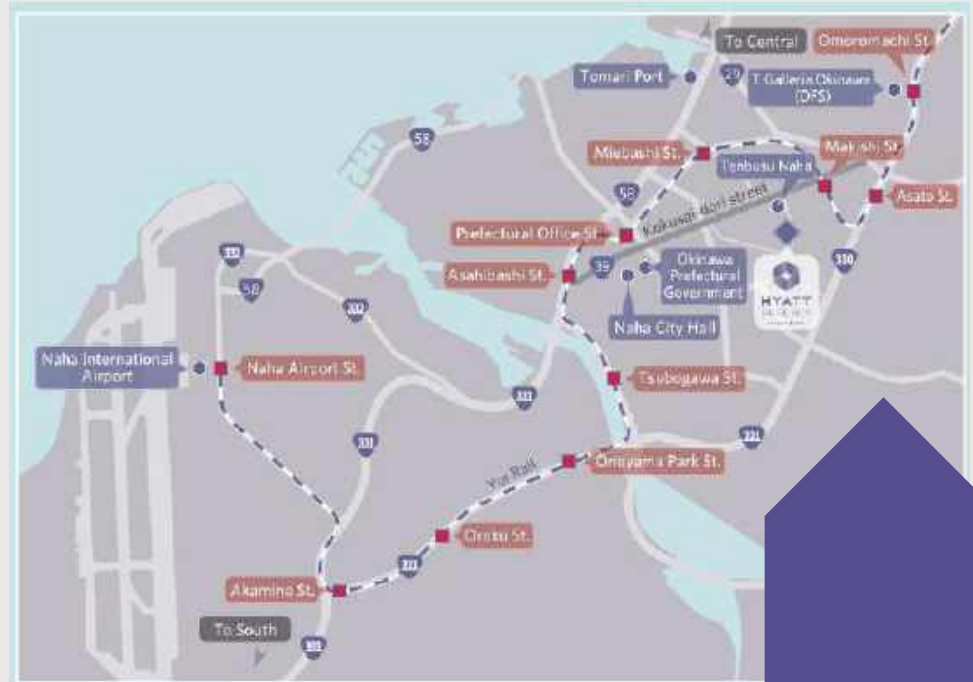 To Central
Omoromachi St.
Tomari Port
29
T Galleria Okinawa
(DFS)
58
Miebashi St.
Makishi St.
Tenbusu Naha
58
Kokusai dori street
Asato St.
Prefectural Office St.
39
Okinawa
Prefectural
Government
330
Asahibashi St.
HYATT
Naha City Hall
58
Naha International
Airport
Naha Airport St.
Tsubogawa St.
331
331
Onoyama Park St.
Yui Rail
Oroku St.
Akamine St.
To South